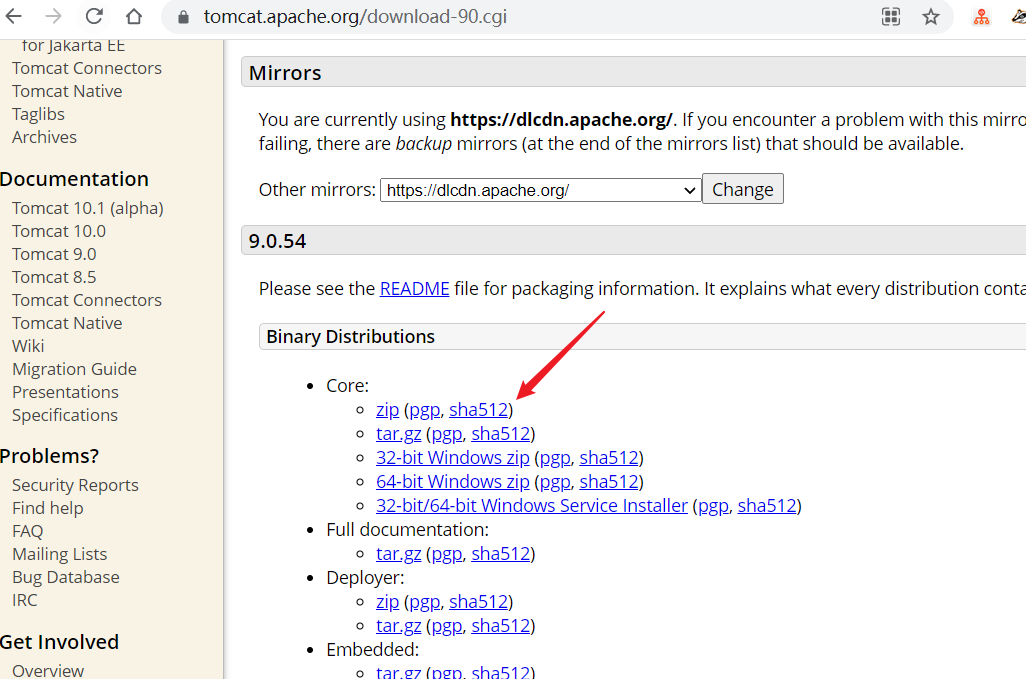 tomcat.apache.org/download-90.cgi
for Jakarta EE
Tomcat Connectors
Tomcat Native
Taglibs
Archives
Documentation
Tomcat 10.1 (alpha)
Tomcat 10.0
Tomcat 9.0
Tomcat 8.5
Tomcat Connectors
Tomcat Native
Wiki
Migration Guide
Presentations
Specifications
Problems?
Security Reports
Find help
FAQ
Mailing Lists
Bug Database
IRC
Get Involved
Overview
Mirrors
You are currently using https://dlcdn.apache.org/. If you encounter a problem with this mirro
failing, there are backup mirrors (at the end of the mirrors list) that should be available.
Other mirrors: https://dlcdn.apache.org/ Change
9.0.54
Please see the README file for packaging information. It explains what every distribution conta
Binary Distributions
• Core:
zip (pgp, sha512)
tar.gz (pgp, sha512)
32-bit Windows zip (pgp, sha512)
64-bit Windows zip (pgp, sha512)
32-bit/64-bit Windows Service Installer (pgp, sha512)
• Full documentation:
tar.gz (pgp, sha512)
• Deployer:
zip (pgp, sha512)
tar.gz (pgp, sha512)
• Embedded:
tar.gz (pgp, sha512)